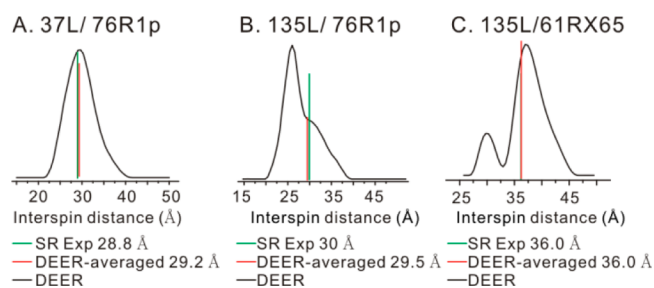 A. 37L/ 76R1p B. 135L/ 76R1p C. 135L/61RX65
20 30 40 50 15 25 35 45 25 35 45
Interspin distance (Å) Interspin distance (Å) Interspin distance (Å)
SR Exp 28.8 Å SR Exp 30 Å SR Exp 36.0 Å
DEER-averaged 29.2 Å DEER-averaged 29.5 Å DEER-averaged 36.0 Å
DEER DEER DEER